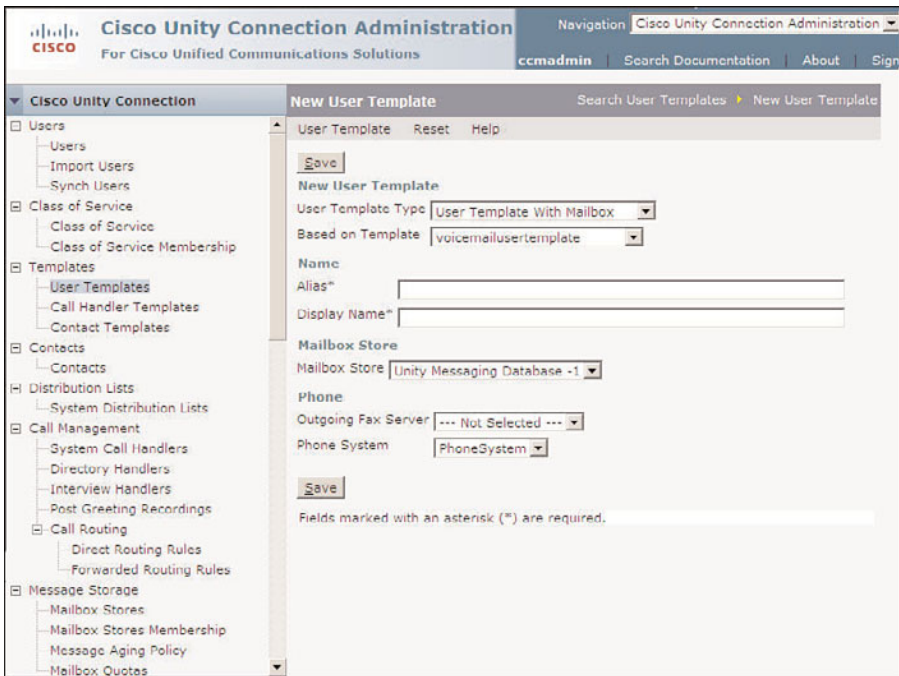 cisco
Cisco Unity Connection Administration
For Cisco Unified Communications Solutions
Navigation Cisco Unity Connection Administration
ccmadmin | Search Documentation | About | Sign
Cisco Unity Connection
Users
Users
Import Users
Synch Users
Class of Service
Class of Service
Class of Service Membership
Templates
User Templates
Call Handler Templates
Contact Templates
Contacts
Contacts
Distribution Lists
System Distribution Lists
Call Management
System Call Handlers
Directory Handlers
Interview Handlers
Post Greeting Recordings
Call Routing
Direct Routing Rules
Forwarded Routing Rules
Message Storage
Mailbox Stores
Mailbox Stores Membership
Message Aging Policy
Mailbox Quotas
New User Template
Search User Templates New User Template
User Template Reset Help
Save
New User Template
User Template Type User Template With Mailbox
Based on Template voicemailusertemplate
Name
Alias*
Display Name*
Mailbox Store
Mailbox Store Unity Messaging Database -1
Phone
Outgoing Fax Server --- Not Selected ---
Phone System PhoneSystem
Save
Fields marked with an asterisk (*) are required.